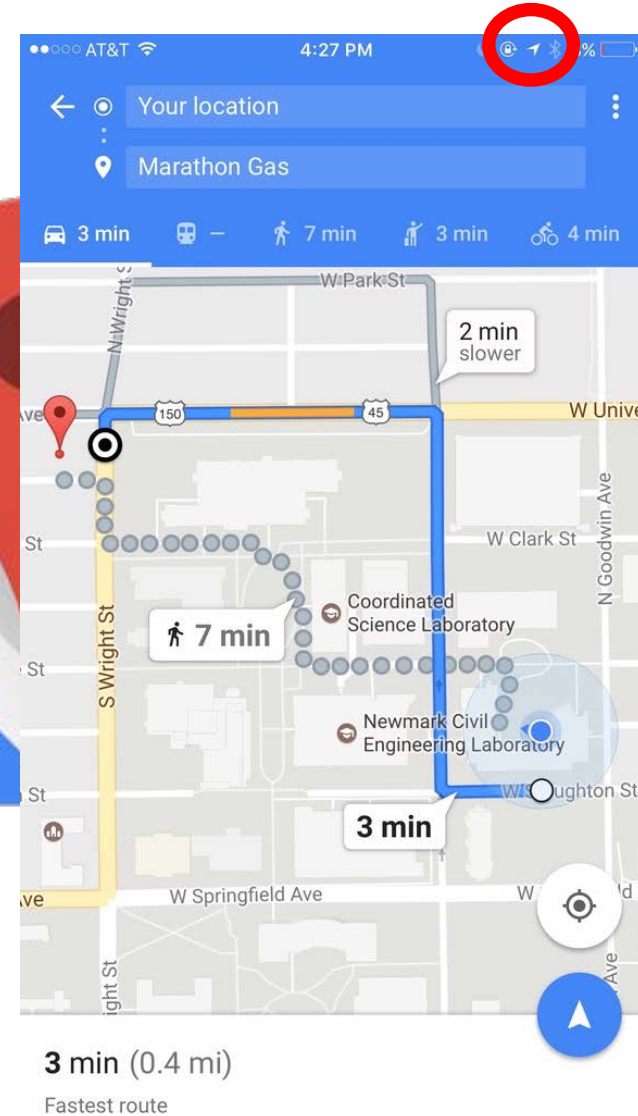 AT&T 4:27 PM %
Your location
Marathon Gas
3 min – 7 min 3 min 4 min
W Park St
N Wright S
2 min
slower
ve 150 45 W Unive
N Goodwin Ave
St W Clark St
Coordinated
Science Laboratory
7 min
S Wright St
St
Newmark Civil
Engineering Laboratory
St W S ughton St
3 min
ve W Springfield Ave W d
ight St
Ave
3 min (0.4 mi)
Fastest route